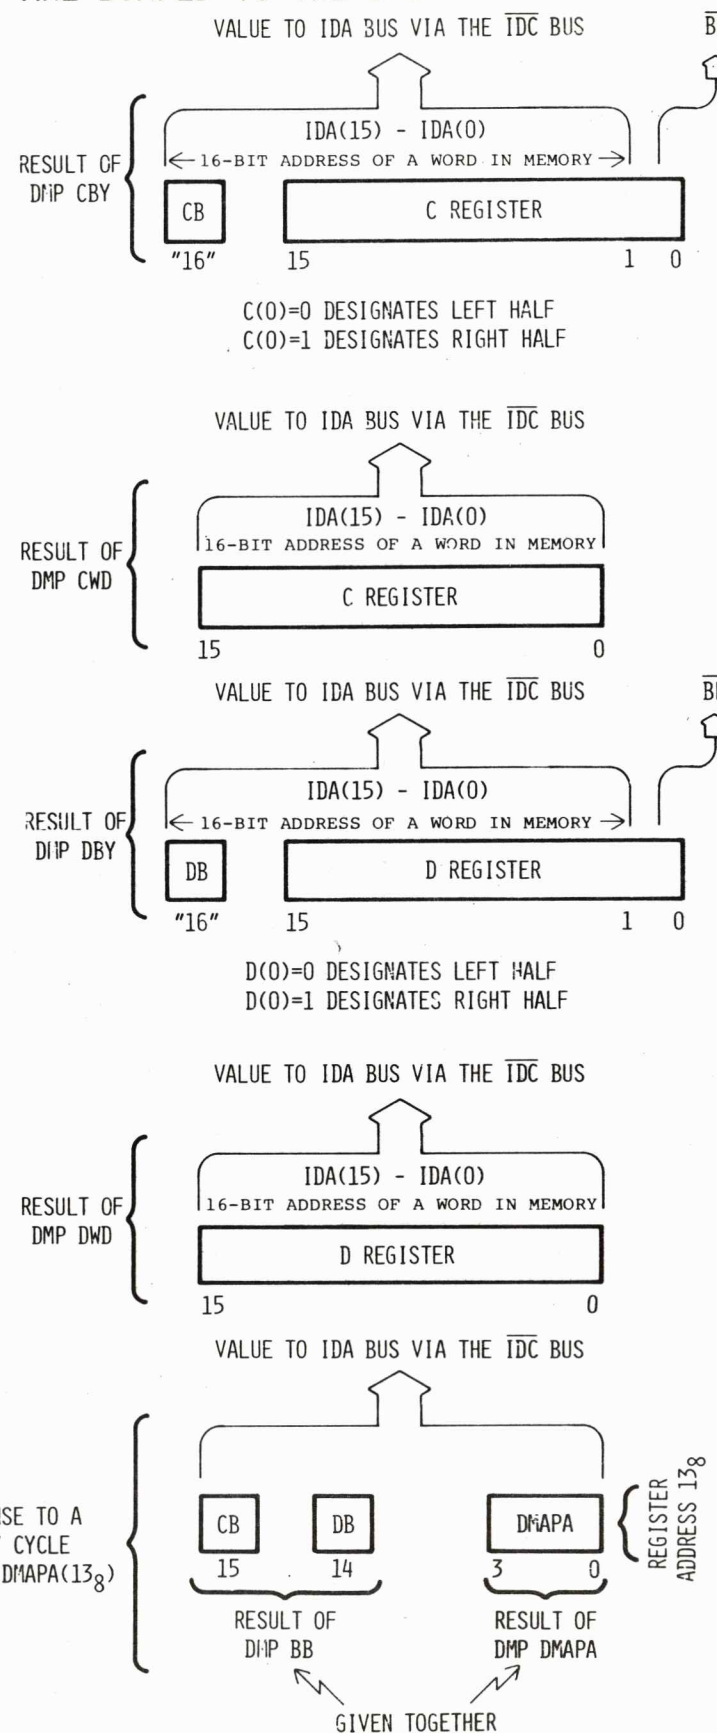 VALUE TO IDA BUS VIA THE IDC BUS
IDA(15) - IDA(0)
16-BIT ADDRESS OF A WORD IN MEMORY
RESULT OF
DMP CBY
CB
C REGISTER
"16"
15
1
0
C(0)=0 DESIGNATES LEFT HALF
C(0)=1 DESIGNATES RIGHT HALF
VALUE TO IDA BUS VIA THE IDC BUS
IDA(15) - IDA(0)
16-BIT ADDRESS OF A WORD IN MEMORY
RESULT OF
DMP CWD
C REGISTER
15
0
VALUE TO IDA BUS VIA THE IDC BUS
IDA(15) - IDA(0)
16-BIT ADDRESS OF A WORD IN MEMORY
RESULT OF
DMP DBY
DB
D REGISTER
"16"
15
1
0
D(0)=0 DESIGNATES LEFT HALF
D(0)=1 DESIGNATES RIGHT HALF
VALUE TO IDA BUS VIA THE IDC BUS
IDA(15) - IDA(0)
16-BIT ADDRESS OF A WORD IN MEMORY
RESULT OF
DMP DWD
D REGISTER
15
0
VALUE TO IDA BUS VIA THE IDC BUS
NSE TO A
CYCLE
DMAPA(13₈)
CB
DB
DMAPA
REGISTER
ADDRESS 13₈
15
14
3
0
RESULT OF
DMP BB
RESULT OF
DMP DMAPA
GIVEN TOGETHER